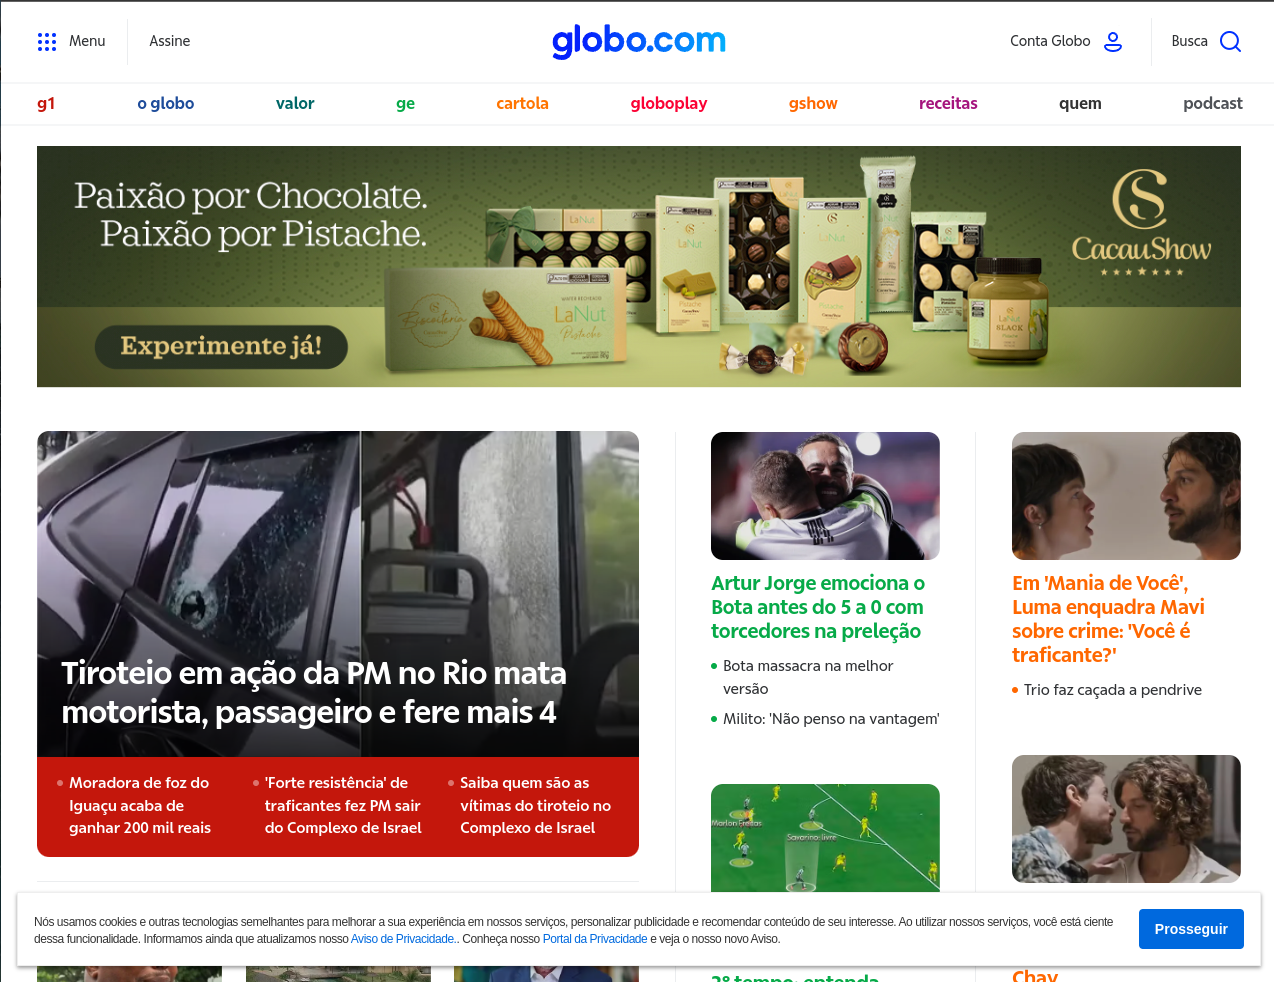 Menu
Assine
globo.com
Conta Globo
Busca
g1
o globo
valor
ge
cartola
globoplay
gshow
receitas
quem
podcast
Paixão por Chocolate.
Paixão por Pistache.
Experimente já!
LaNut
LaNut
Pistache
LaNut
LaNut
BLACK
CacauShow
Tiroteio em ação da PM no Rio mata
motorista, passageiro e fere mais 4
Moradora de foz do
Iguaçu acaba de
ganhar 200 mil reais
'Forte resistência' de
traficantes fez PM sair
do Complexo de Israel
Saiba quem são as
vítimas do tiroteio no
Complexo de Israel
Artur Jorge emociona o
Bota antes do 5 a 0 com
torcedores na preleção
Bota massacra na melhor
versão
Milito: 'Não penso na vantagem'
Marlon Freitas
Savarino: livre
2º tempo: entenda
Em 'Mania de Você',
Luma enquadra Mavi
sobre crime: 'Você é
traficante?'
Trio faz caçada a pendrive
Chay
Nós usamos cookies e outras tecnologias semelhantes para melhorar a sua experiência em nossos serviços, personalizar publicidade e recomendar conteúdo de seu interesse. Ao utilizar nossos serviços, você está ciente
dessa funcionalidade. Informamos ainda que atualizamos nosso Aviso de Privacidade.. Conheça nosso Portal da Privacidade e veja o nosso novo Aviso.
Prosseguir